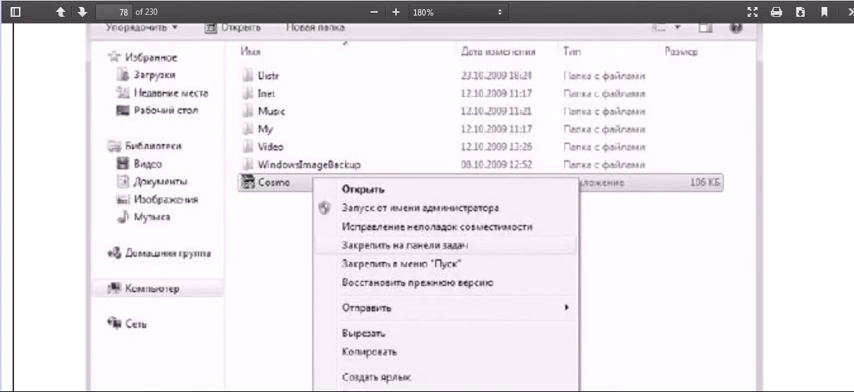 78 of 230
180%
Упорядочить Открыть Новая папка
Имя Дата изменения Тип Размер
Избранное
Загрузки
Недавние места
Рабочий стол
Библиотеки
Видео
Документы
Изображения
Музыка
Домашняя группа
Компьютер
Сеть
Distr 23.10.2009 18:24 Папка с файлами
Inet 12.10.2009 11:17 Папка с файлами
Music 12.10.2009 11:21 Папка с файлами
My 12.10.2009 11:17 Папка с файлами
Video 12.10.2009 13:26 Папка с файлами
WindowsImageBackup 08.10.2009 12:52 Папка с файлами
Cosmo ложение 106 КБ
Открыть
Запуск от имени администратора
Исправление неполадок совместимости
Закрепить на панели задач
Закрепить в меню "Пуск"
Восстановить прежнюю версию
Отправить
Вырезать
Копировать
Создать ярлык